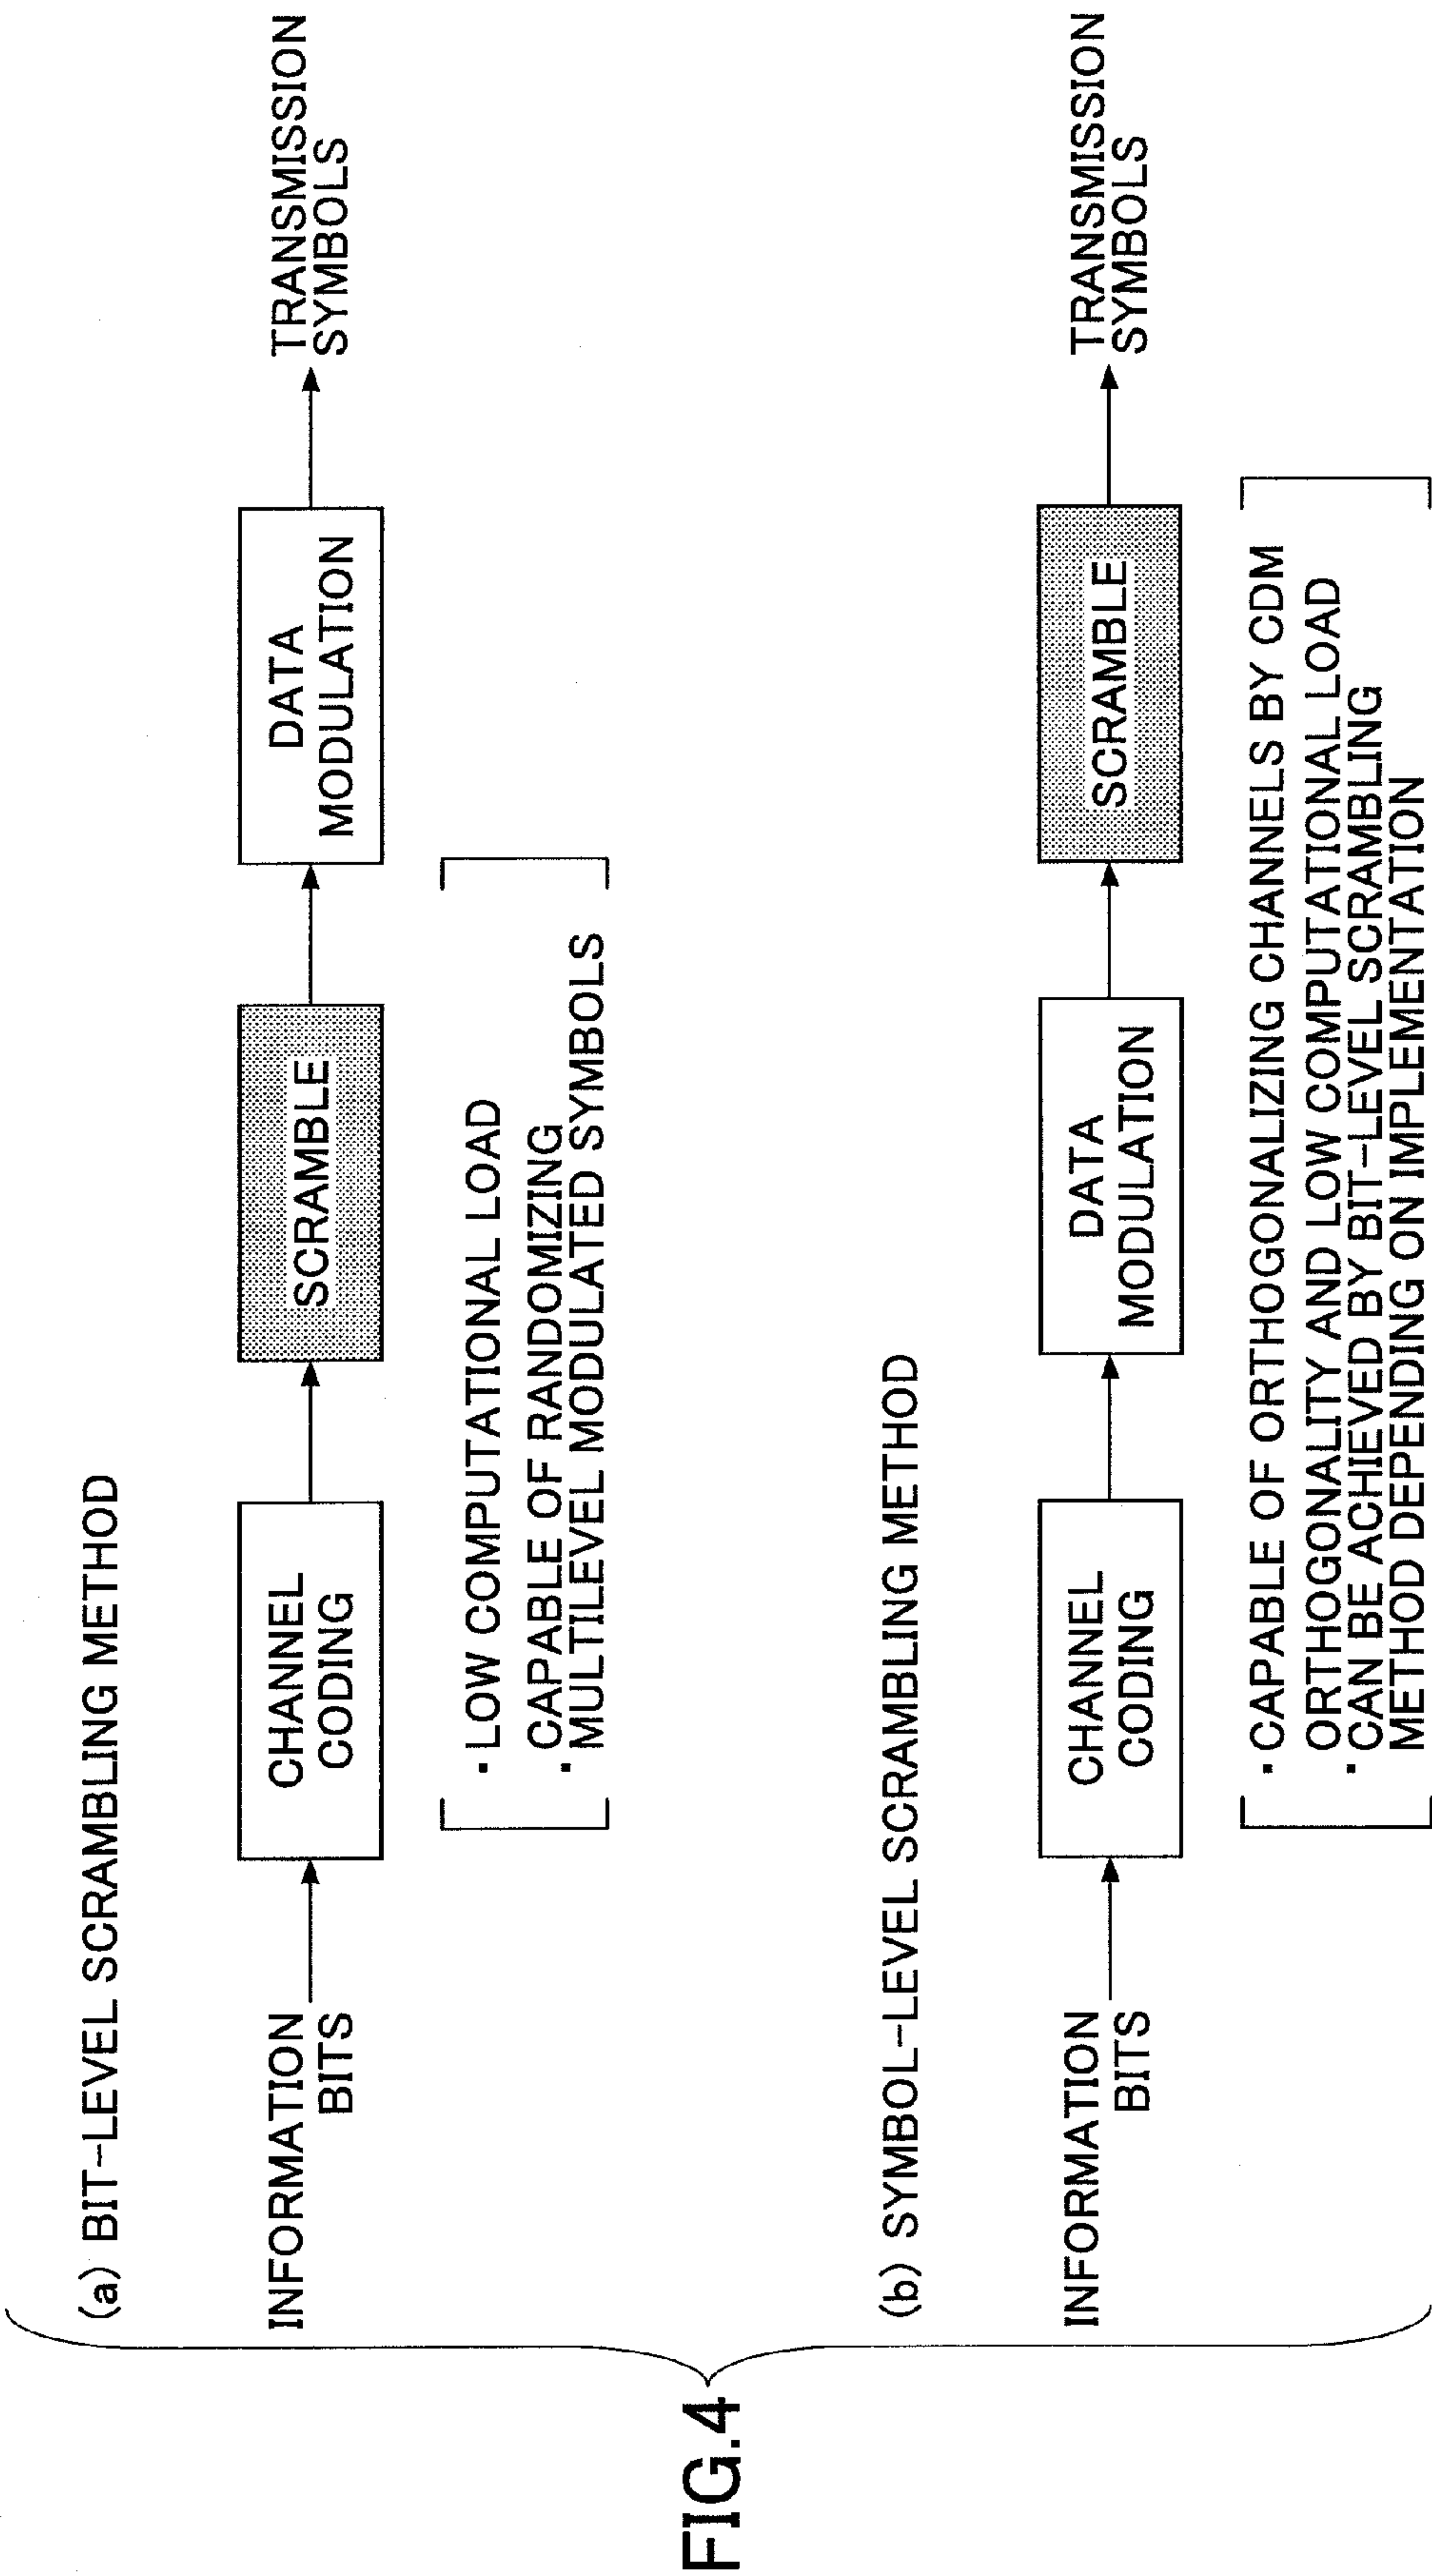 FIG.4
(a) BIT-LEVEL SCRAMBLING METHOD
INFORMATION
BITS
CHANNEL
CODING
SCRAMBLE
DATA
MODULATION
TRANSMISSION
SYMBOLS
· LOW COMPUTATIONAL LOAD
· CAPABLE OF RANDOMIZING
MULTILEVEL MODULATED SYMBOLS
(b) SYMBOL-LEVEL SCRAMBLING METHOD
INFORMATION
BITS
CHANNEL
CODING
DATA
MODULATION
SCRAMBLE
TRANSMISSION
SYMBOLS
· CAPABLE OF ORTHOGONALIZING CHANNELS BY CDM
ORTHOGONALITY AND LOW COMPUTATIONAL LOAD
· CAN BE ACHIEVED BY BIT-LEVEL SCRAMBLING
METHOD DEPENDING ON IMPLEMENTATION